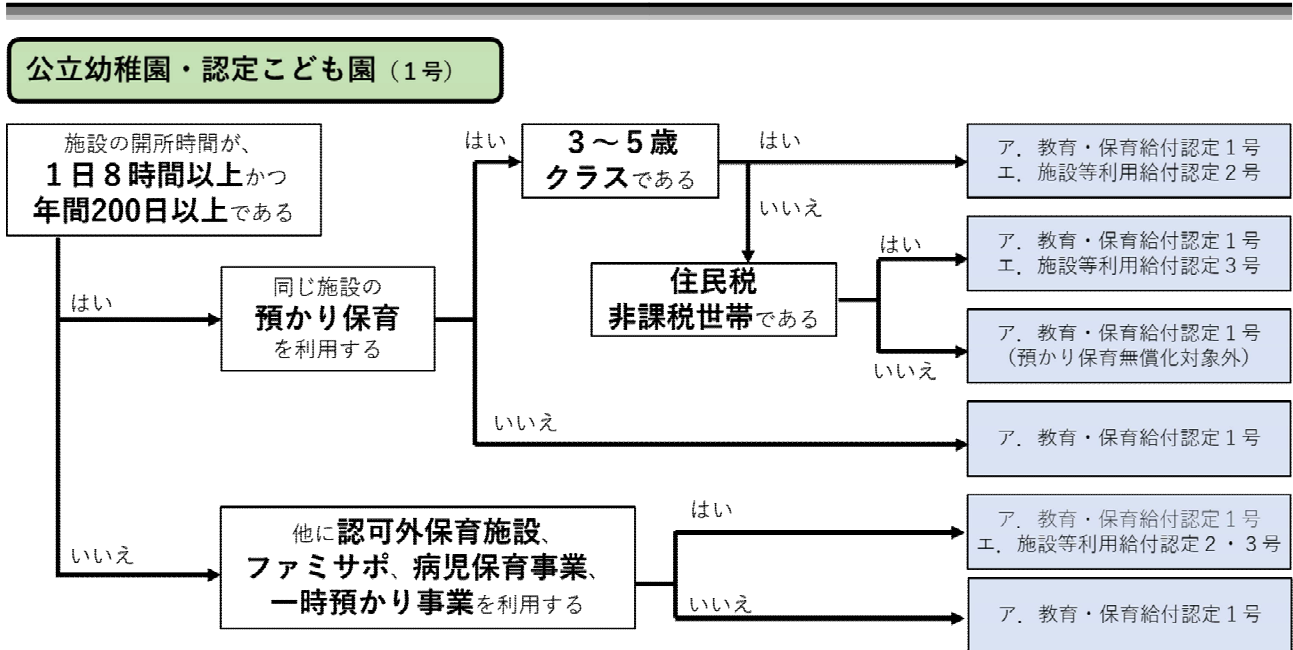 公立幼稚園・認定こども園（１号）
施設の開所時間が、
１日８時間以上かつ
年間200日以上である
はい
いいえ
同じ施設の
預かり保育
を利用する
はい
いいえ
３～５歳
クラスである
はい
いいえ
住民税
非課税世帯である
はい
いいえ
ア．教育・保育給付認定１号
エ．施設等利用給付認定２号
ア．教育・保育給付認定１号
エ．施設等利用給付認定３号
ア．教育・保育給付認定１号
（預かり保育無償化対象外）
ア．教育・保育給付認定１号
他に認可外保育施設、
ファミサポ、病児保育事業、
一時預かり事業を利用する
はい
いいえ
ア．教育・保育給付認定１号
エ．施設等利用給付認定２・３号
ア．教育・保育給付認定１号